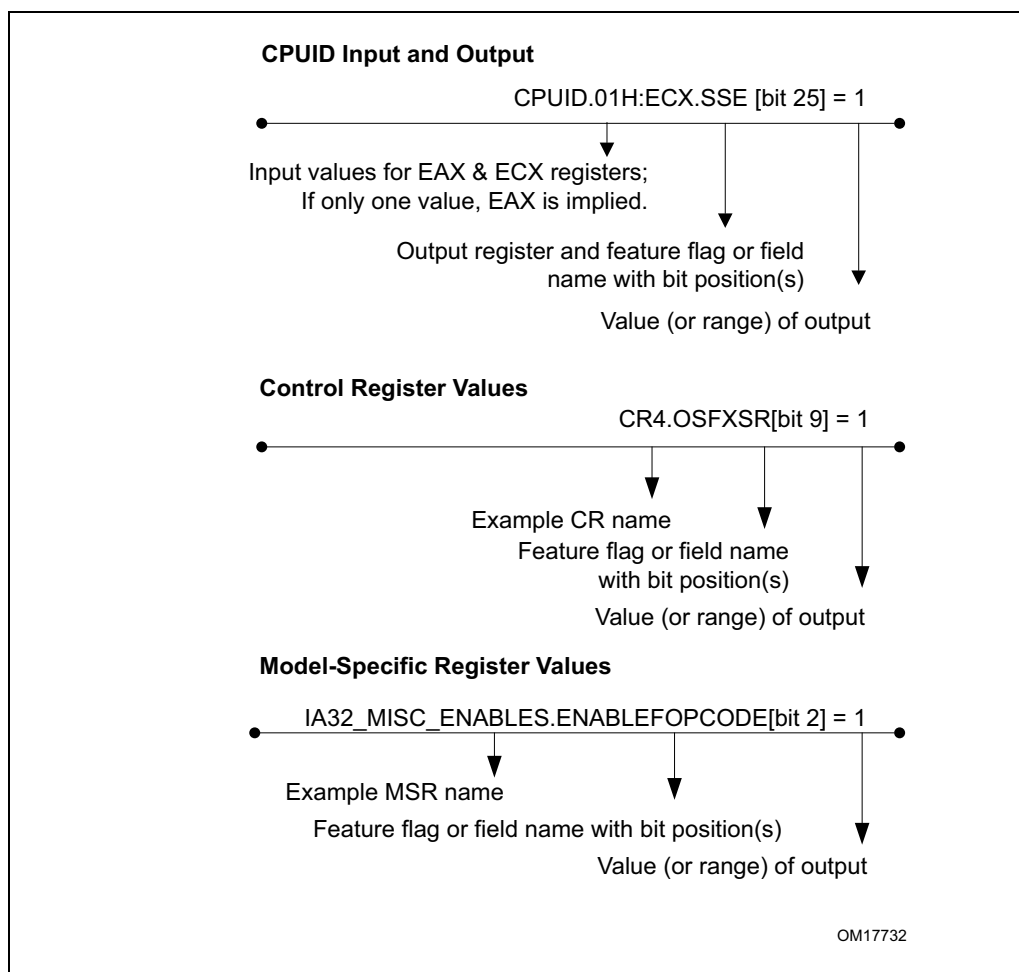 CPUID Input and Output
CPUID.01H:ECX.SSE [bit 25] = 1
Input values for EAX & ECX registers;
If only one value, EAX is implied.
Output register and feature flag or field
name with bit position(s)
Value (or range) of output
Control Register Values
CR4.OSFXSR[bit 9] = 1
Example CR name
Feature flag or field name
with bit position(s)
Value (or range) of output
Model-Specific Register Values
IA32_MISC_ENABLES.ENABLEFOPCODE[bit 2] = 1
Example MSR name
Feature flag or field name with bit position(s)
Value (or range) of output
OM17732